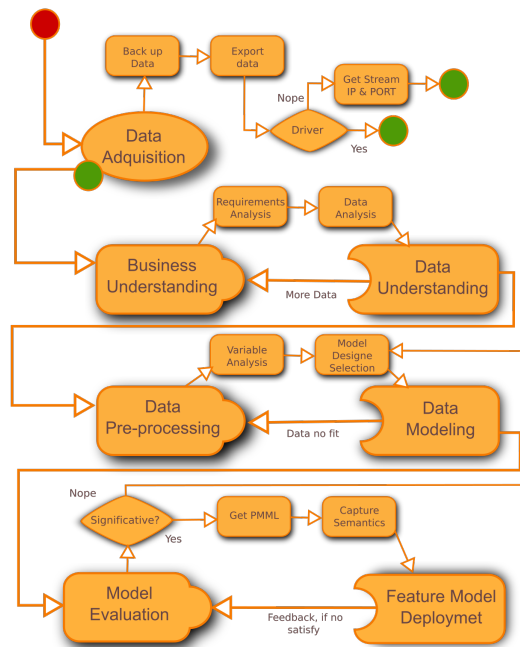 Back up
Data
Export
data
Get Stream
IP & PORT
Nope
Driver
Yes
Data
Adquisition
Requirements
Analysis
Data
Analysis
Business
Understanding
More Data
Data
Understanding
Variable
Analysis
Model
Designe
Selection
Data
Pre-processing
Data no fit
Data
Modeling
Nope
Significative?
Yes
Get PMML
Capture
Semantics
Model
Evaluation
Feedback, if no
satisfy
Feature Model
Deploymet